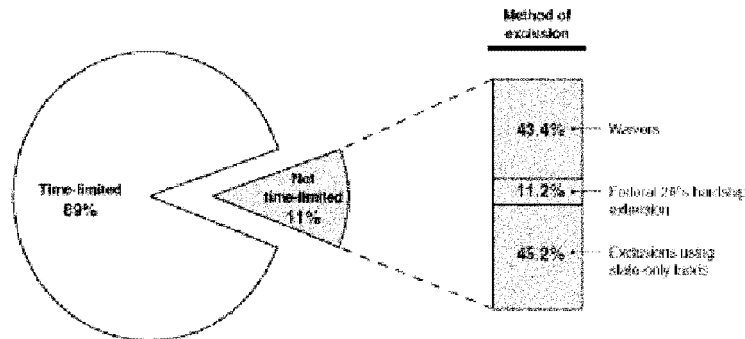 Method of
exclusion
43.4%
Waivers
Time-limited
89%
Not
time-limited
11%
11.2%
Federal 20% hardship
extension
45.2%
Exclusions using
state-only funds